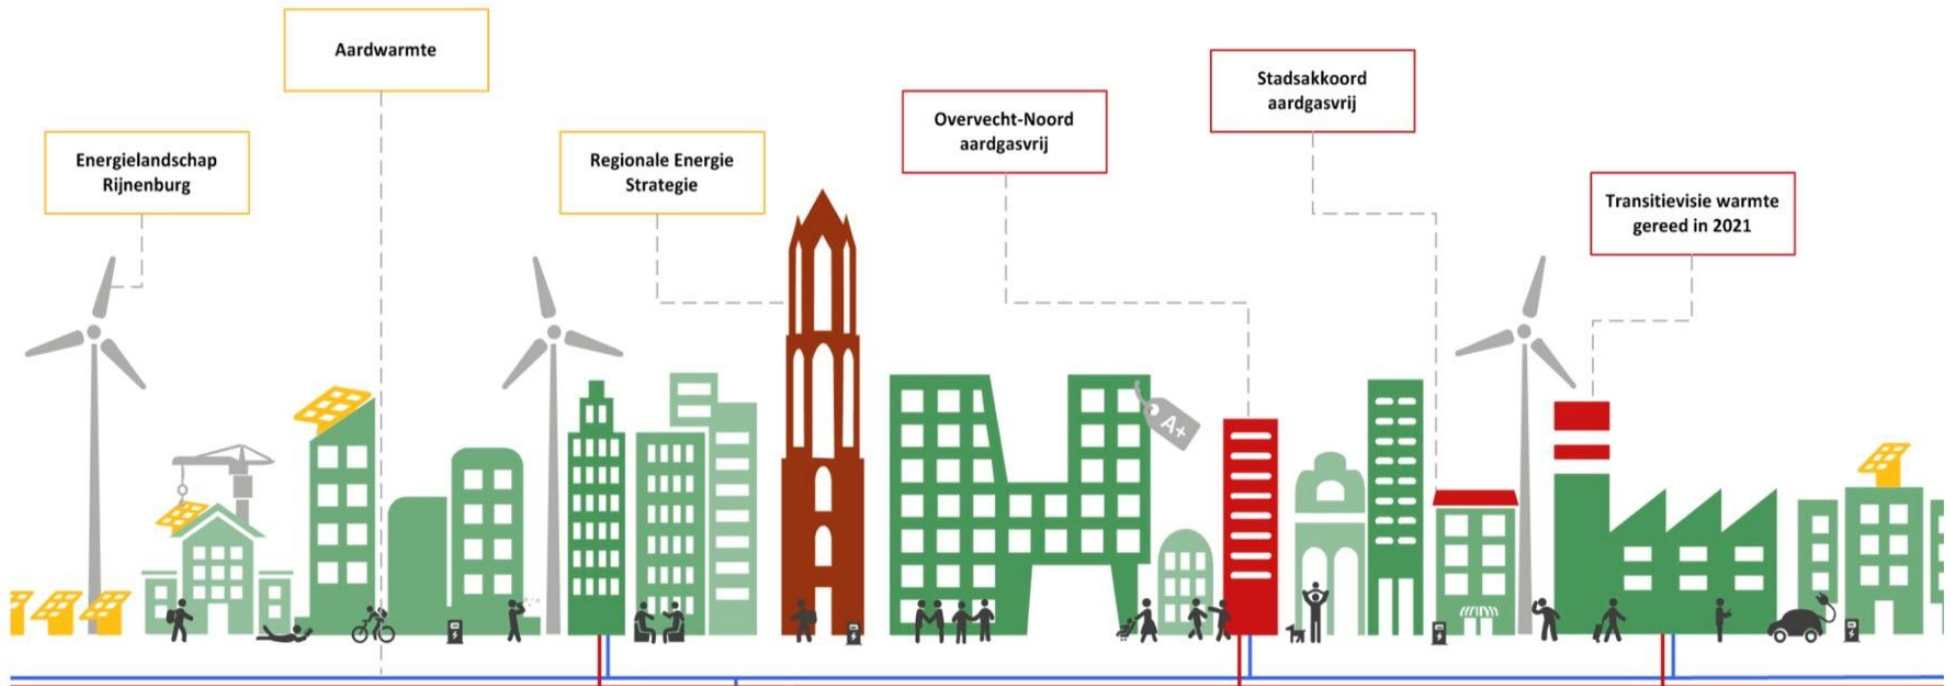 Aardwarmte
Energielandschap
Rijnenburg
Regionale Energie
Strategie
Overvecht-Noord
aardgasvrij
Stadsakkoord
aardgasvrij
Transitievisie warmte
gereed in 2021
A+